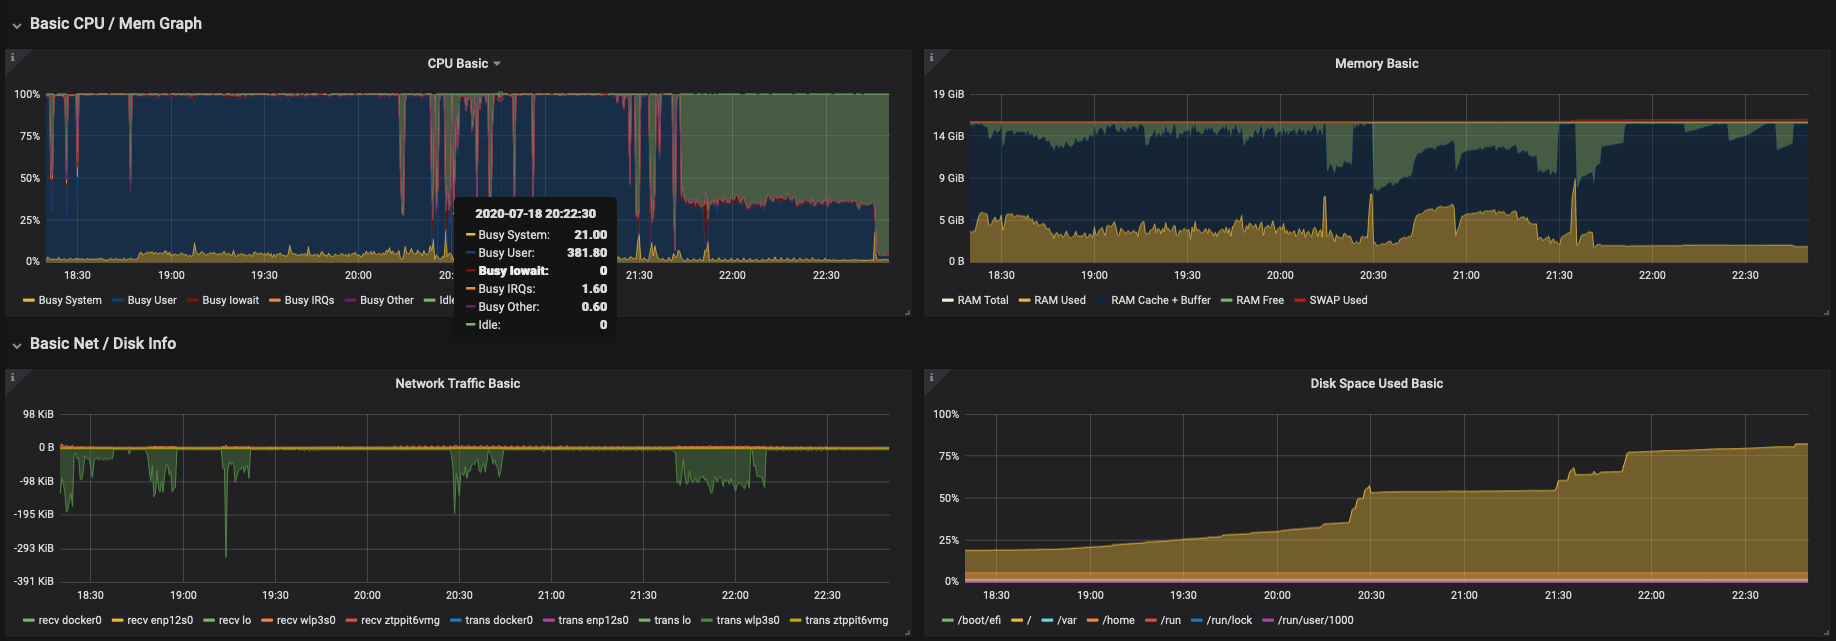 Basic CPU / Mem Graph
CPU Basic
100%
75%
50%
25%
0%
18:30 19:00 19:30 20:00 20: 21:30 22:00 22:30
Busy System Busy User Busy Iowait Busy IRQs Busy Other Idle
2020-07-18 20:22:30
Busy System: 21.00
Busy User: 381.80
Busy Iowait: 0
Busy IRQs: 1.60
Busy Other: 0.60
Idle: 0
Memory Basic
19 GiB
14 GiB
9 GiB
5 GiB
0 B
18:30 19:00 19:30 20:00 20:30 21:00 21:30 22:00 22:30
RAM Total RAM Used RAM Cache + Buffer RAM Free SWAP Used
Basic Net / Disk Info
Network Traffic Basic
98 KiB
0 B
-98 KiB
-195 KiB
-293 KiB
-391 KiB
18:30 19:00 19:30 20:00 20:30 21:00 21:30 22:00 22:30
recv docker0 recv enp12s0 recv lo recv wlp3s0 recv ztppit6vmg trans docker0 trans enp12s0 trans lo trans wlp3s0 trans ztppit6vmg
Disk Space Used Basic
100%
75%
50%
25%
0%
18:30 19:00 19:30 20:00 20:30 21:00 21:30 22:00 22:30
/boot/efi / /var /home /run /run/lock /run/user/1000